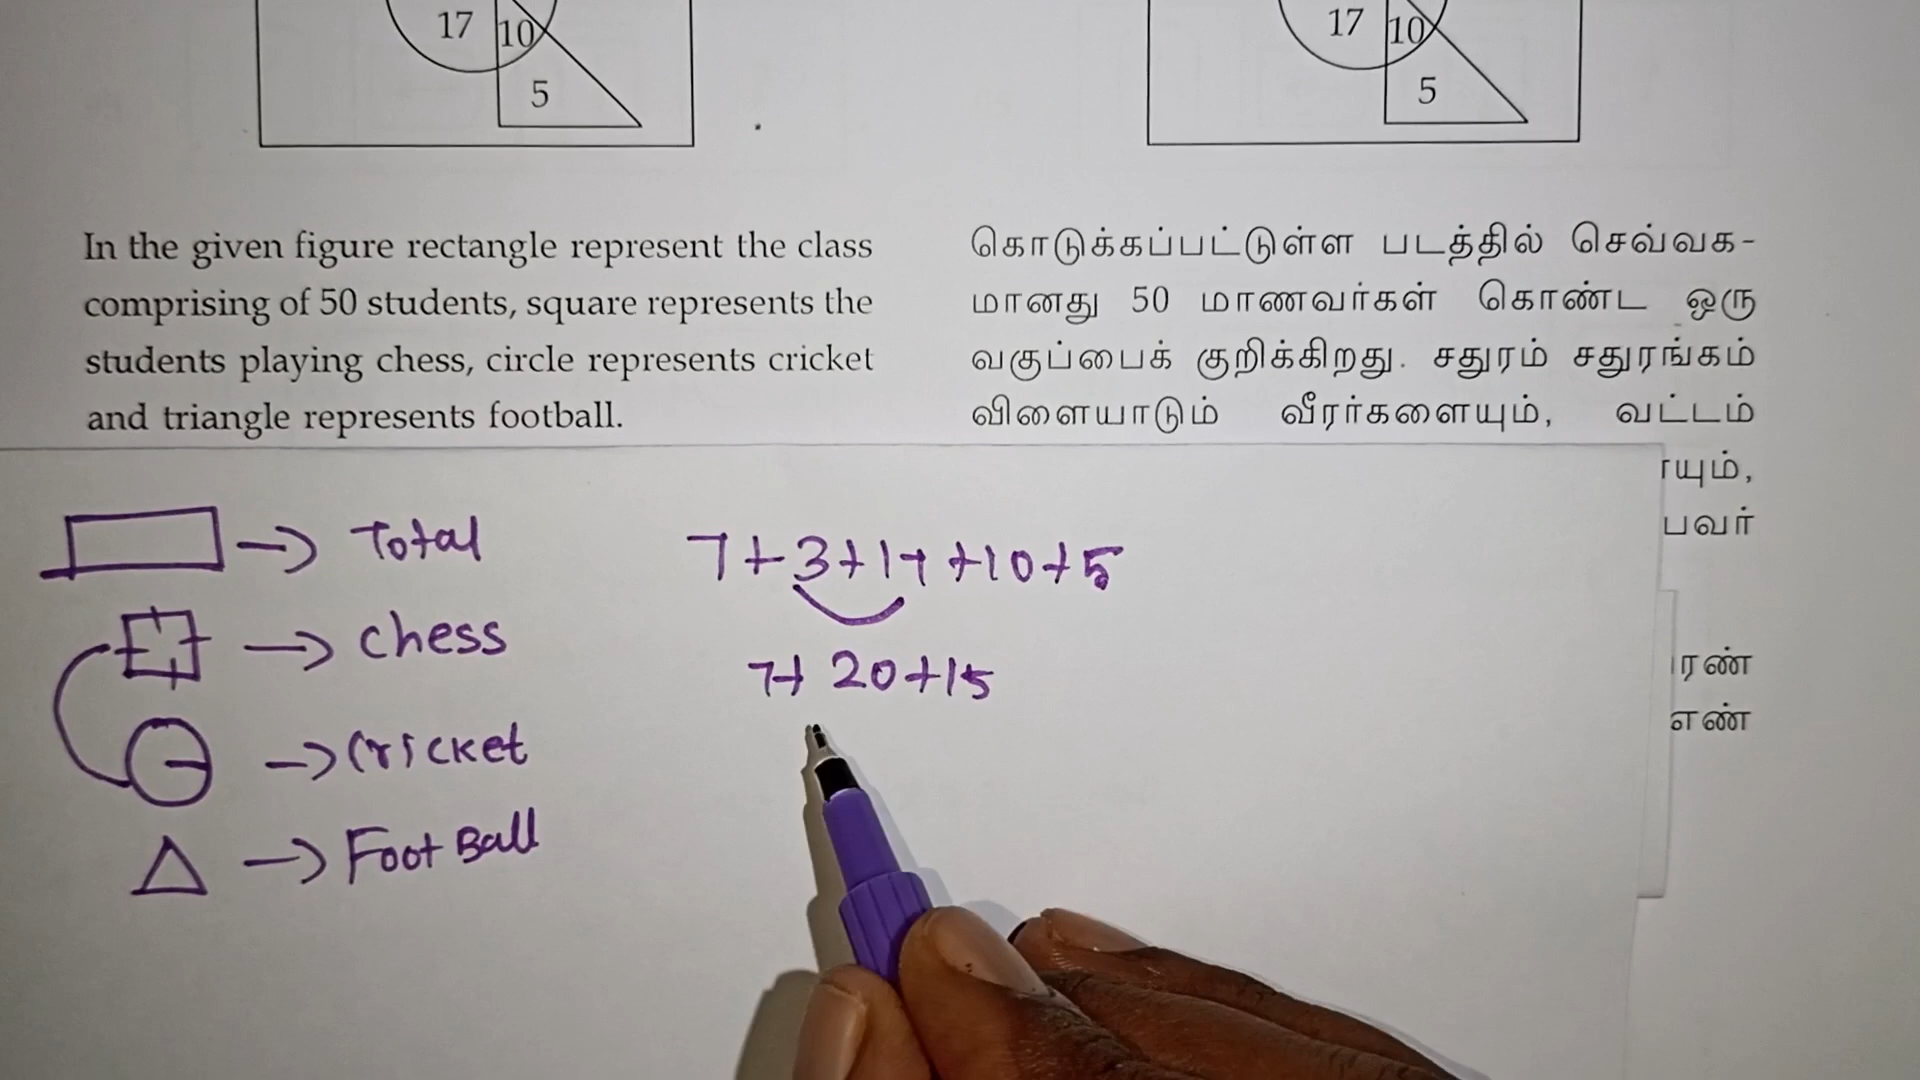 17 10
5
17 10
5
In the given figure rectangle represent the class
comprising of 50 students, square represents the
students playing chess, circle represents cricket
and triangle represents football.
கொடுக்கப்பட்டுள்ள படத்தில் செவ்வக-
மானது 50 மாணவர்கள் கொண்ட ஒரு
வகுப்பைக் குறிக்கிறது. சதுரம் சதுரங்கம்
விளையாடும் வீரர்களையும், வட்டம்
யும்,
பவர்
ரண்
எண்
→ Total
→ chess
→ Cricket
→ Foot Ball
7+3+17+10+5
7+ 20+15